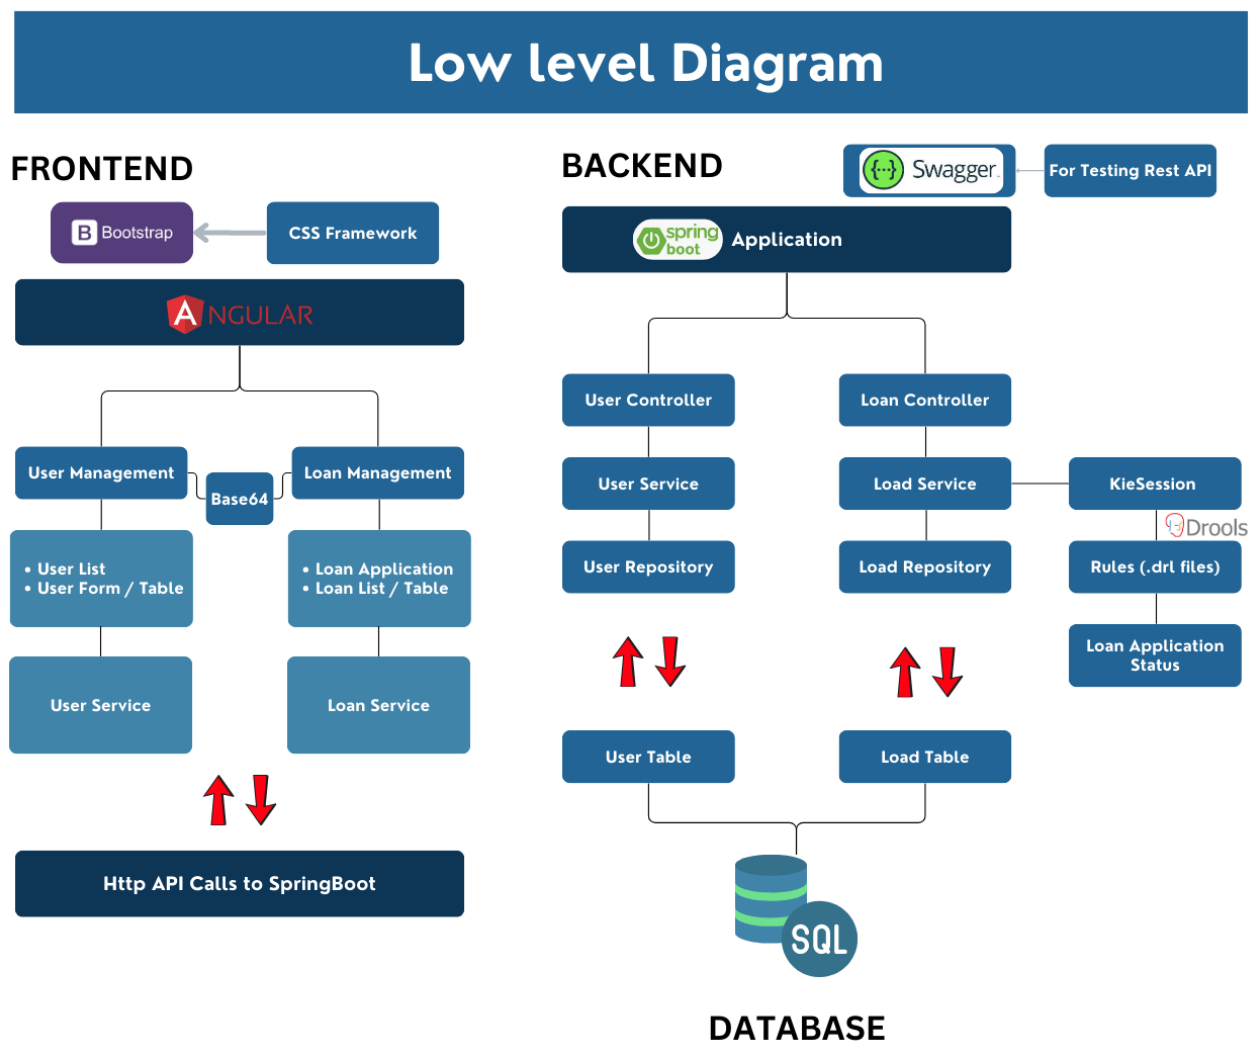 Low level Diagram
FRONTEND
B Bootstrap
CSS Framework
ANGULAR
User Management
Loan Management
Base64
• User List
• User Form / Table
• Loan Application
• Loan List / Table
User Service
Loan Service
Http API Calls to SpringBoot
BACKEND
{··} Swagger
For Testing Rest API
spring
boot
Application
User Controller
Loan Controller
User Service
Load Service
KieSession
Drools
User Repository
Load Repository
Rules (.drl files)
Loan Application
Status
User Table
Load Table
SQL
DATABASE